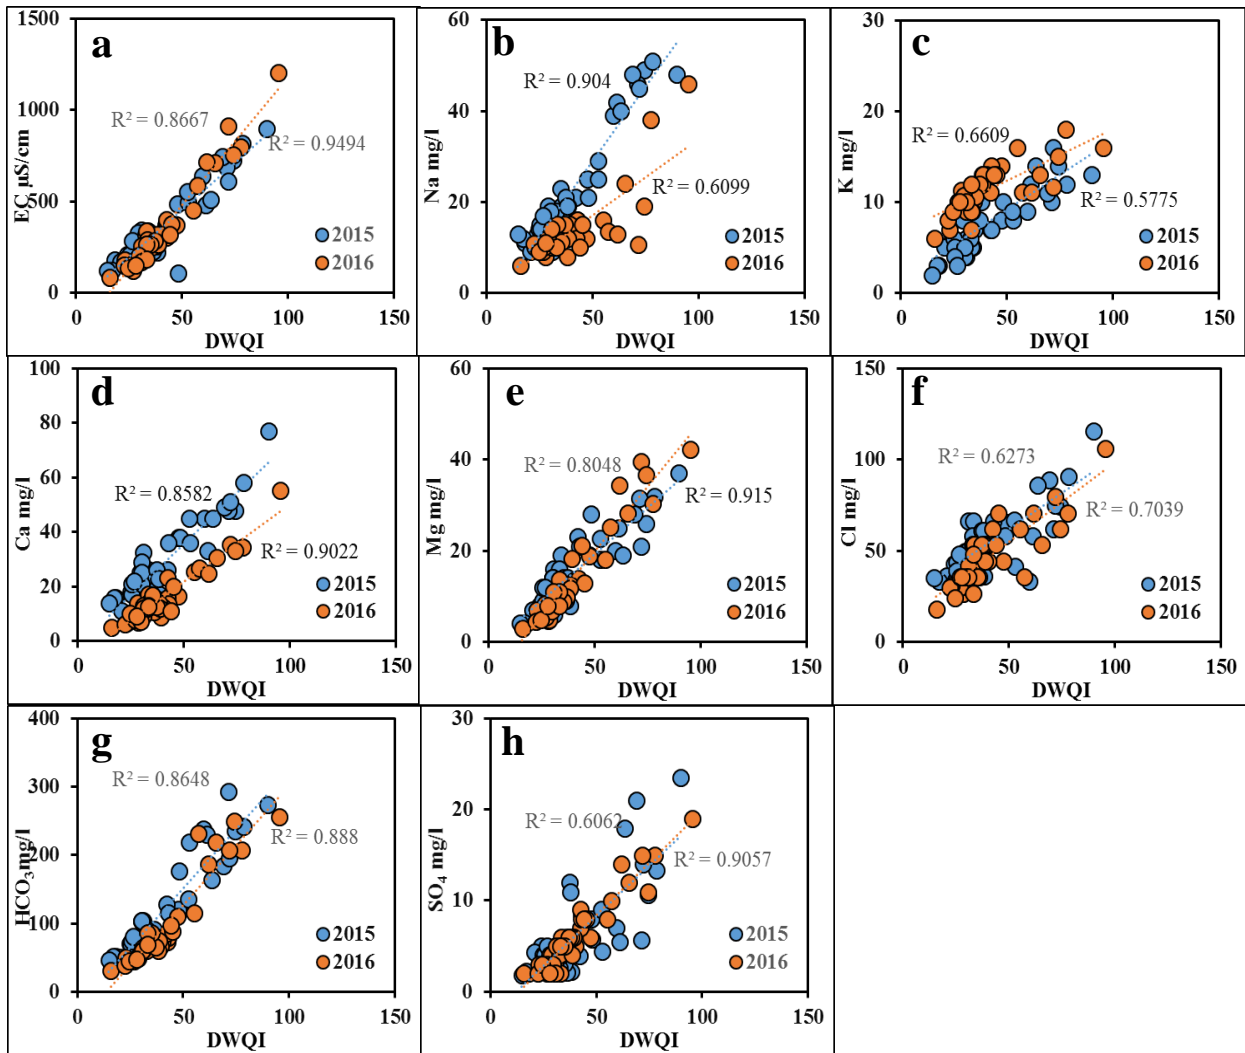 a
1500
1000
500
0
EC µS/cm
R² = 0.8667
R² = 0.9494
2015
2016
0 50 100 150
DWQI
b
60
40
20
0
Na mg/l
R² = 0.904
R² = 0.6099
2015
2016
0 50 100 150
DWQI
c
30
20
10
0
K mg/l
R² = 0.6609
R² = 0.5775
2015
2016
0 50 100 150
DWQI
d
100
80
60
40
20
0
Ca mg/l
R² = 0.8582
R² = 0.9022
2015
2016
0 50 100 150
DWQI
e
60
40
20
0
Mg mg/l
R² = 0.8048
R² = 0.915
2015
2016
0 50 100 150
DWQI
f
150
100
50
0
Cl mg/l
R² = 0.6273
R² = 0.7039
2015
2016
0 50 100 150
DWQI
g
400
300
200
100
0
HCO₃mg/l
R² = 0.8648
R² = 0.888
2015
2016
0 50 100 150
DWQI
h
30
20
10
0
SO₄ mg/l
R² = 0.6062
R² = 0.9057
2015
2016
0 50 100 150
DWQI